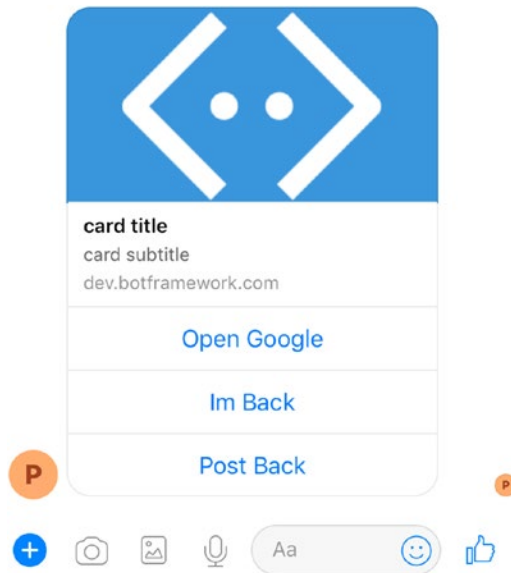 card title
card subtitle
dev.botframework.com
Open Google
Im Back
Post Back
P
P
Aa